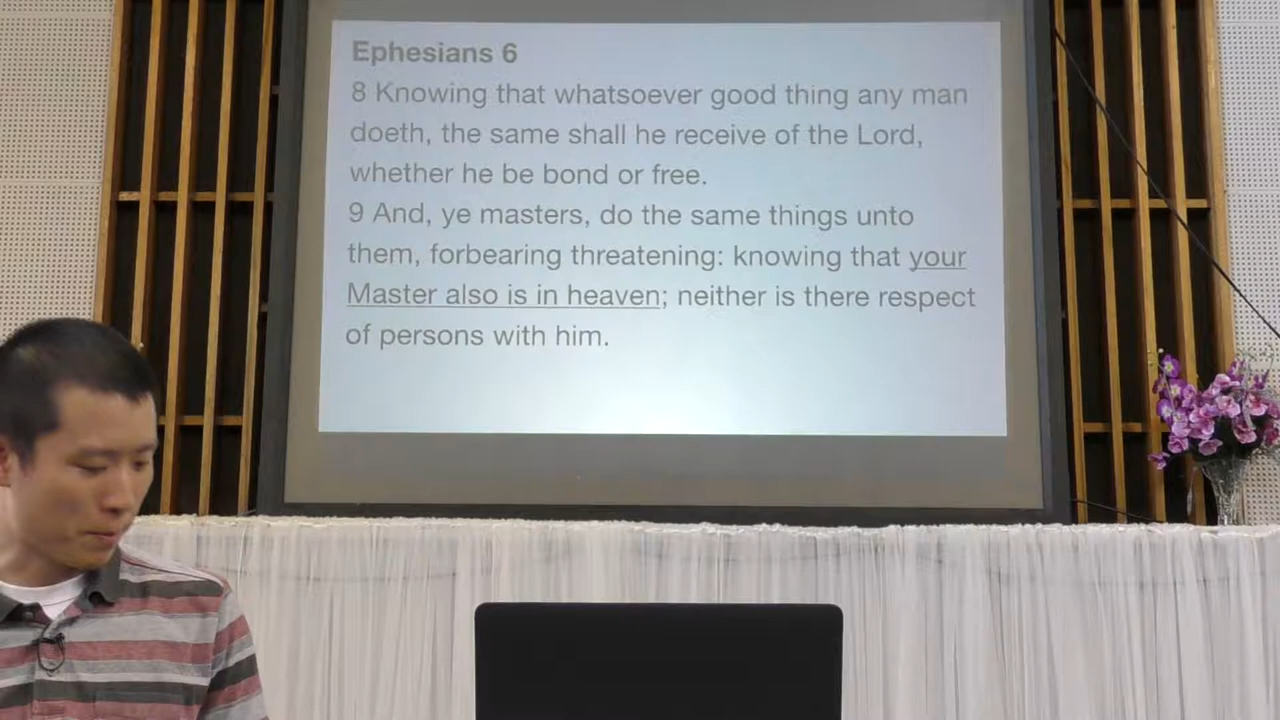 Ephesians 6
8 Knowing that whatsoever good thing any man
doeth, the same shall he receive of the Lord,
whether he be bond or free.
9 And, ye masters, do the same things unto
them, forbearing threatening: knowing that your
Master also is in heaven; neither is there respect
of persons with him.